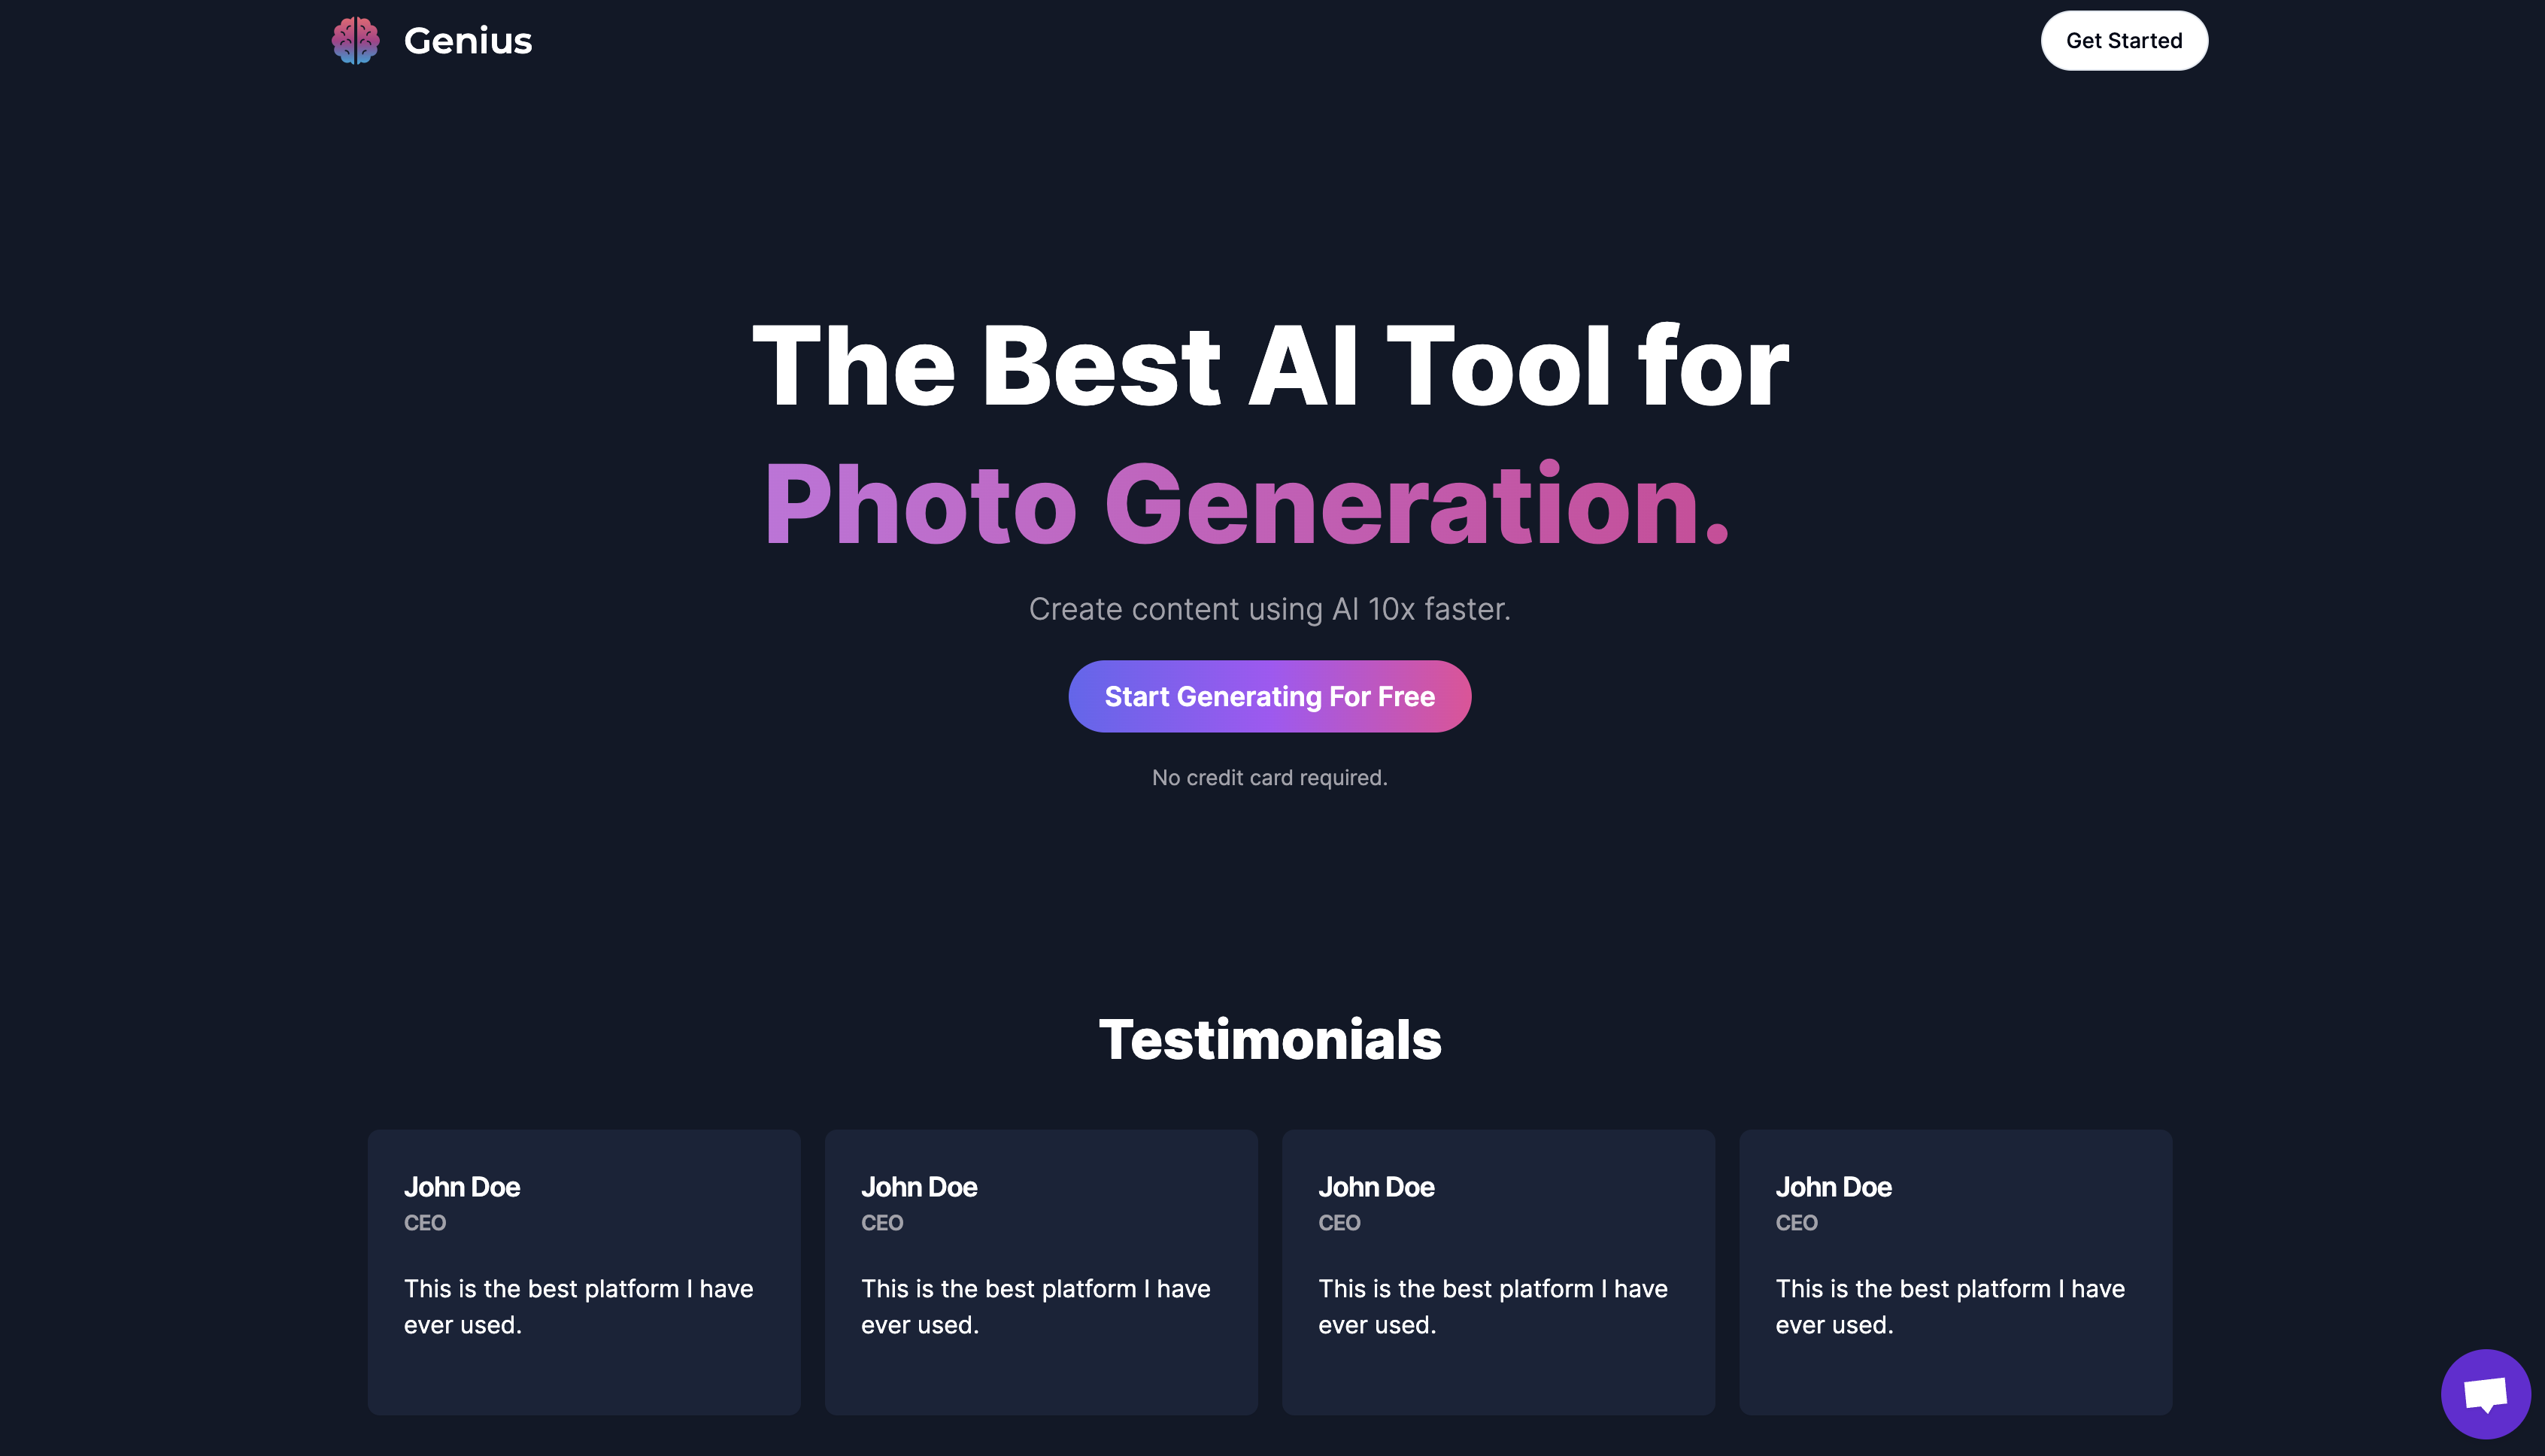 Genius
Get Started
The Best AI Tool for
Photo Generation.
Create content using AI 10x faster.
Start Generating For Free
No credit card required.
Testimonials
John Doe
CEO
This is the best platform I have
ever used.
John Doe
CEO
This is the best platform I have
ever used.
John Doe
CEO
This is the best platform I have
ever used.
John Doe
CEO
This is the best platform I have
ever used.